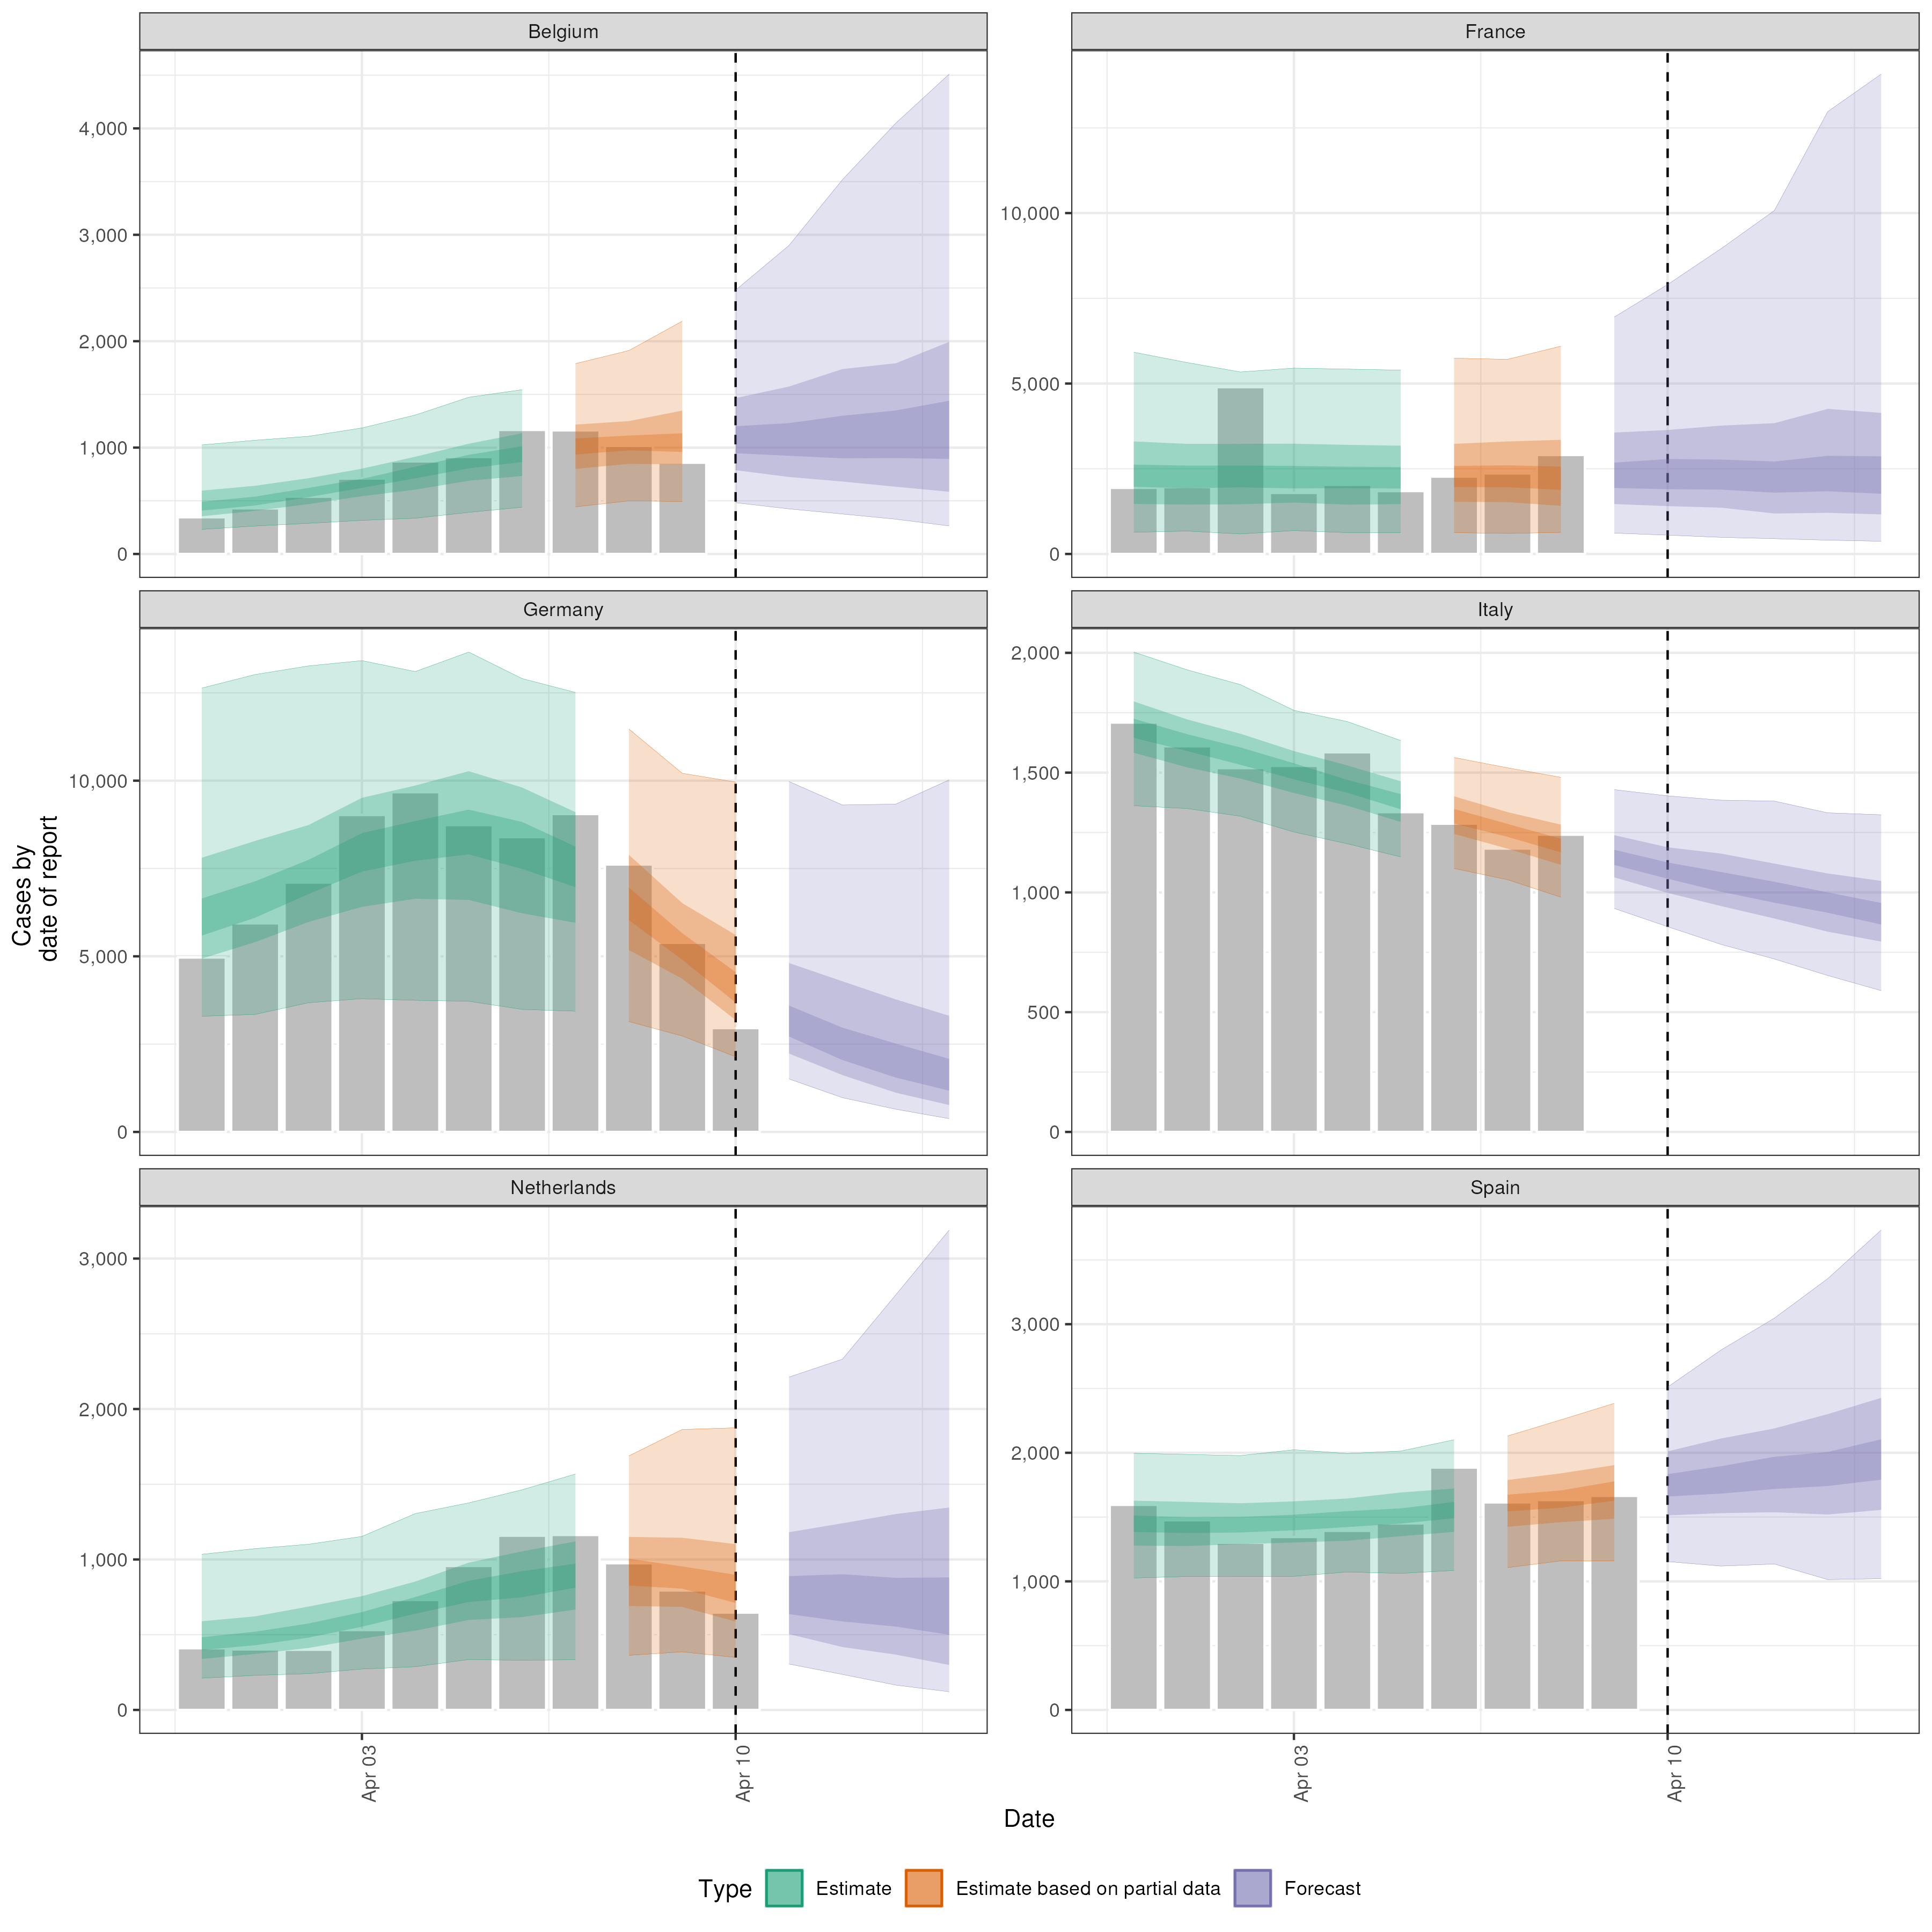 Belgium
France
4,000
3,000
2,000
1,000
0
10,000
5,000
0
Germany
Italy
10,000
5,000
0
2,000
1,500
1,000
500
0
Cases by
date of report
Netherlands
Spain
3,000
2,000
1,000
0
3,000
2,000
1,000
0
Apr 03
Apr 10
Apr 03
Apr 10
Date
Type Estimate Estimate based on partial data Forecast